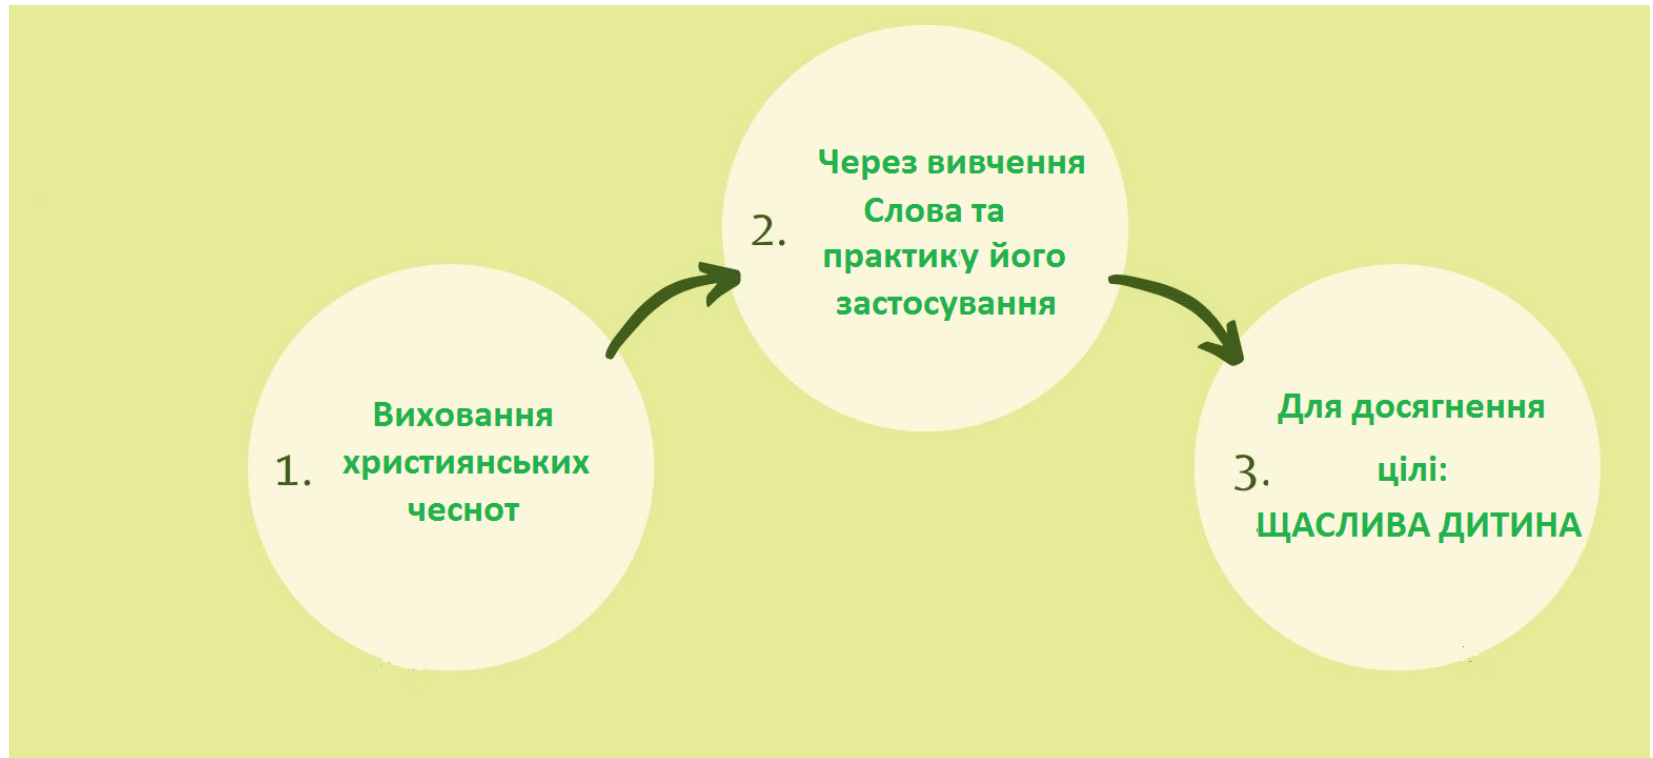 1.
Виховання
християнських
чеснот
2.
Через вивчення
Слова та
практику його
застосування
3.
Для досягнення
цілі:
ЩАСЛИВА ДИТИНА